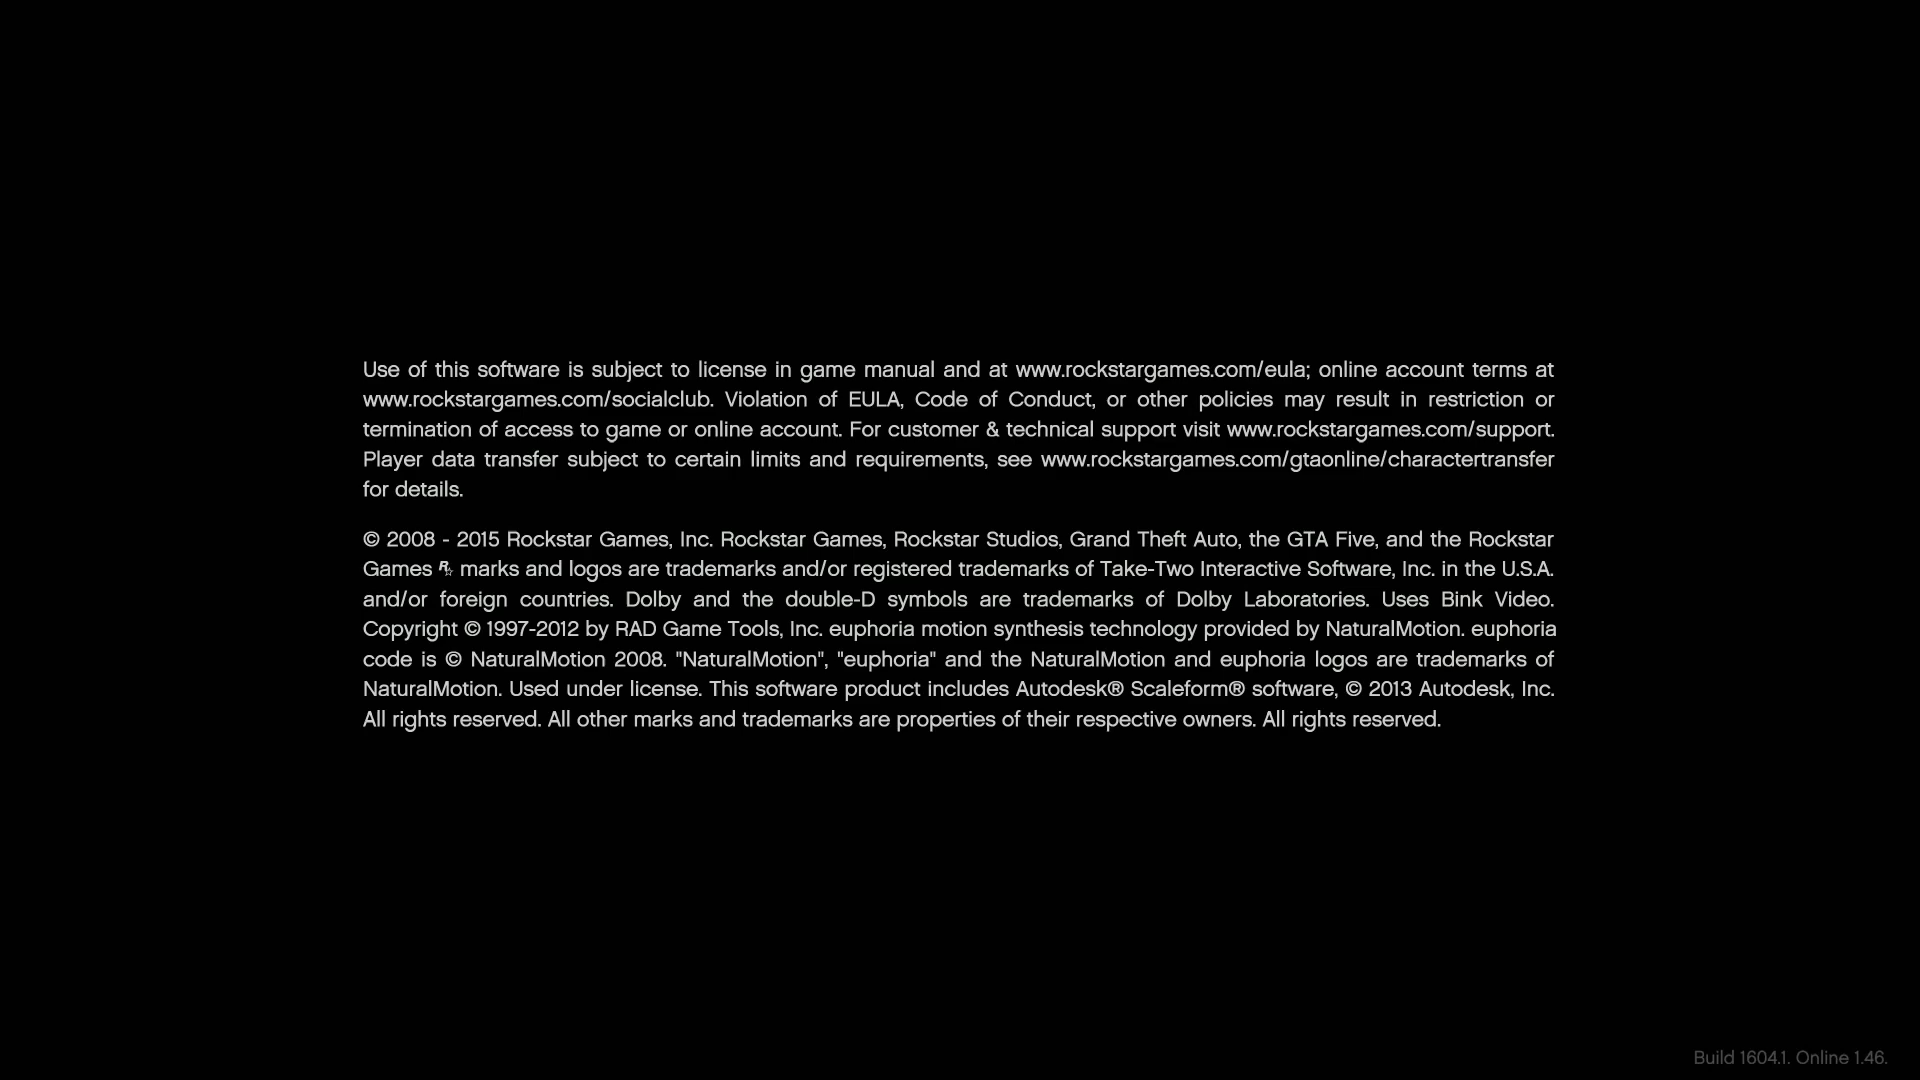 Use of this software is subject to license in game manual and at www.rockstargames.com/eula; online account terms at
www.rockstargames.com/socialclub. Violation of EULA, Code of Conduct, or other policies may result in restriction or
termination of access to game or online account. For customer & technical support visit www.rockstargames.com/support.
Player data transfer subject to certain limits and requirements, see www.rockstargames.com/gtaonline/charactertransfer
for details.
© 2008 - 2015 Rockstar Games, Inc. Rockstar Games, Rockstar Studios, Grand Theft Auto, the GTA Five, and the Rockstar
Games R☆ marks and logos are trademarks and/or registered trademarks of Take-Two Interactive Software, Inc. in the U.S.A.
and/or foreign countries. Dolby and the double-D symbols are trademarks of Dolby Laboratories. Uses Bink Video.
Copyright © 1997-2012 by RAD Game Tools, Inc. euphoria motion synthesis technology provided by NaturalMotion. euphoria
code is © NaturalMotion 2008. "NaturalMotion", "euphoria" and the NaturalMotion and euphoria logos are trademarks of
NaturalMotion. Used under license. This software product includes Autodesk® Scaleform® software, © 2013 Autodesk, Inc.
All rights reserved. All other marks and trademarks are properties of their respective owners. All rights reserved.
Build 1604.1. Online 1.46.